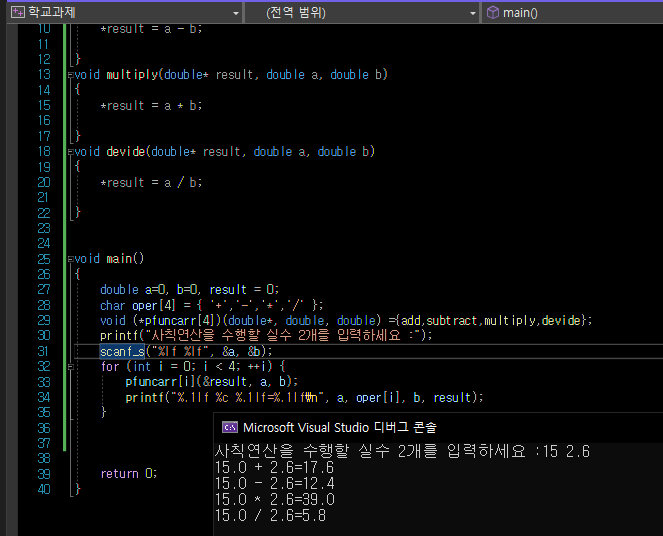 학교과제 (전역 범위) main()
10 *result = a - b;
11
12 }
13 void multiply(double* result, double a, double b)
14 {
15 *result = a * b;
16
17 }
18 void devide(double* result, double a, double b)
19 {
20 *result = a / b;
21
22 }
23
24
25 void main()
26 {
27 double a=0, b=0, result = 0;
28 char oper[4] = { '+','-','*','/' };
29 void (*pfuncarr[4])(double*, double, double) ={add,subtract,multiply,devide};
30 printf("사칙연산을 수행할 실수 2개를 입력하세요 :");
31 scanf_s("%lf %lf", &a, &b);
32 for (int i = 0; i < 4; ++i) {
33 pfuncarr[i](&result, a, b);
34 printf("%.1lf %c %.1lf=%.1lf₩n", a, oper[i], b, result);
35 }
36
37
38
39 return 0;
40 }
Microsoft Visual Studio 디버그 콘솔
사칙연산을 수행할 실수 2개를 입력하세요 :15 2.6
15.0 + 2.6=17.6
15.0 - 2.6=12.4
15.0 * 2.6=39.0
15.0 / 2.6=5.8